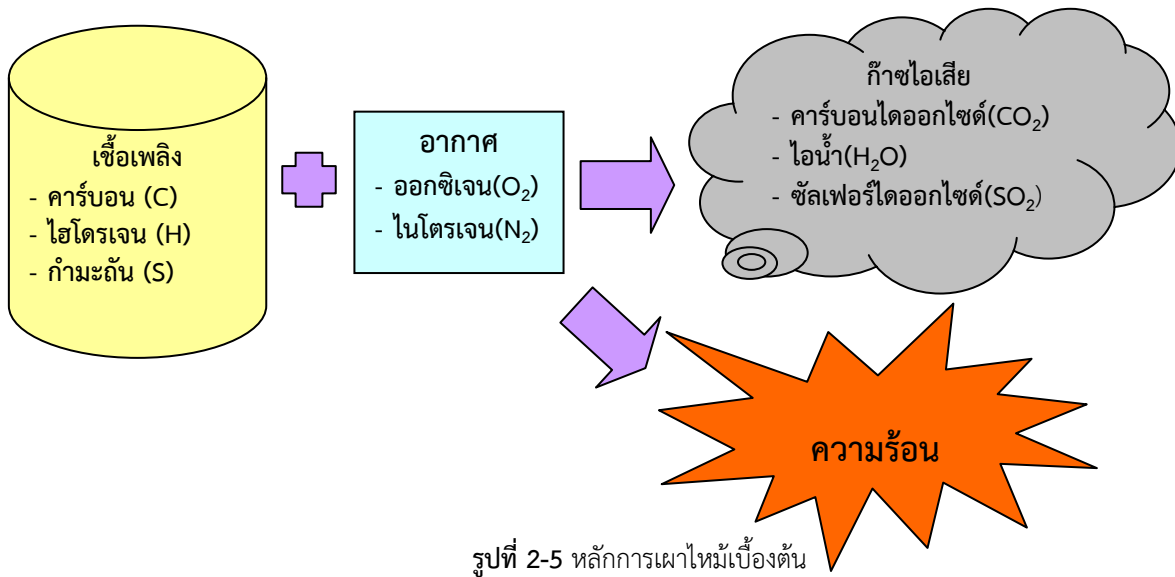 เชื้อเพลิง
- คาร์บอน (C)
- ไฮโดรเจน (H)
- กำมะถัน (S)
อากาศ
- ออกซิเจน(O₂)
- ไนโตรเจน(N₂)
ก๊าซไอเสีย
- คาร์บอนไดออกไซด์(CO₂)
- ไอน้ำ(H₂O)
- ซัลเฟอร์ไดออกไซด์(SO₂)
ความร้อน
รูปที่ 2-5 หลักการเผาไหม้เบื้องต้น